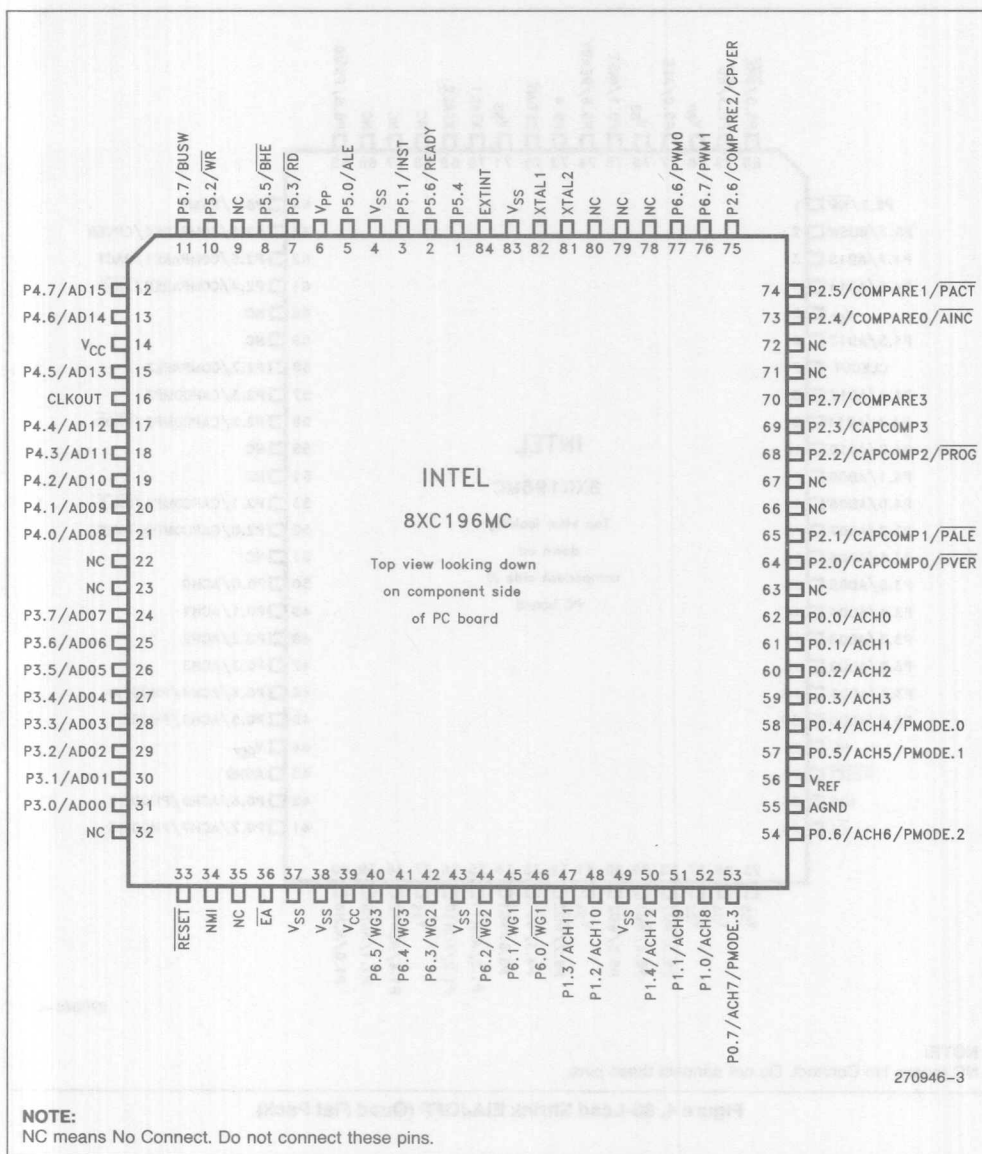 P5.7/BUSW
P5.2/W̅R̅
NC
P5.5/B̅H̅E̅
P5.3/R̅D̅
VPP
P5.0/ALE
VSS
P5.1/INST
P5.6/READY
P5.4
EXTINT
VSS
XTAL1
XTAL2
NC
NC
NC
P6.6/PWM0
P6.7/PWM1
P2.6/COMPARE2/CPVER
11 10 9 8 7 6 5 4 3 2 1 84 83 82 81 80 79 78 77 76 75
P4.7/AD15 12
P4.6/AD14 13
VCC 14
P4.5/AD13 15
CLKOUT 16
P4.4/AD12 17
P4.3/AD11 18
P4.2/AD10 19
P4.1/AD09 20
P4.0/AD08 21
NC 22
NC 23
P3.7/AD07 24
P3.6/AD06 25
P3.5/AD05 26
P3.4/AD04 27
P3.3/AD03 28
P3.2/AD02 29
P3.1/AD01 30
P3.0/AD00 31
NC 32
INTEL
8XC196MC
Top view looking down
on component side
of PC board
74 P2.5/COMPARE1/P̅A̅C̅T̅
73 P2.4/COMPARE0/A̅I̅N̅C̅
72 NC
71 NC
70 P2.7/COMPARE3
69 P2.3/CAPCOMP3
68 P2.2/CAPCOMP2/P̅R̅O̅G̅
67 NC
66 NC
65 P2.1/CAPCOMP1/P̅A̅L̅E̅
64 P2.0/CAPCOMP0/P̅V̅E̅R̅
63 NC
62 P0.0/ACH0
61 P0.1/ACH1
60 P0.2/ACH2
59 P0.3/ACH3
58 P0.4/ACH4/PMODE.0
57 P0.5/ACH5/PMODE.1
56 VREF
55 AGND
54 P0.6/ACH6/PMODE.2
33 34 35 36 37 38 39 40 41 42 43 44 45 46 47 48 49 50 51 52 53
R̅E̅S̅E̅T̅
NMI
NC
E̅A̅
VSS
VSS
VCC
P6.5/WG3
P6.4/W̅G̅3̅
P6.3/WG2
VSS
P6.2/W̅G̅2̅
P6.1/WG1
P6.0/W̅G̅1̅
P1.3/ACH11
P1.2/ACH10
VSS
P1.4/ACH12
P1.1/ACH9
P1.0/ACH8
P0.7/ACH7/PMODE.3
270946–3
NOTE:
NC means No Connect. Do not connect these pins.